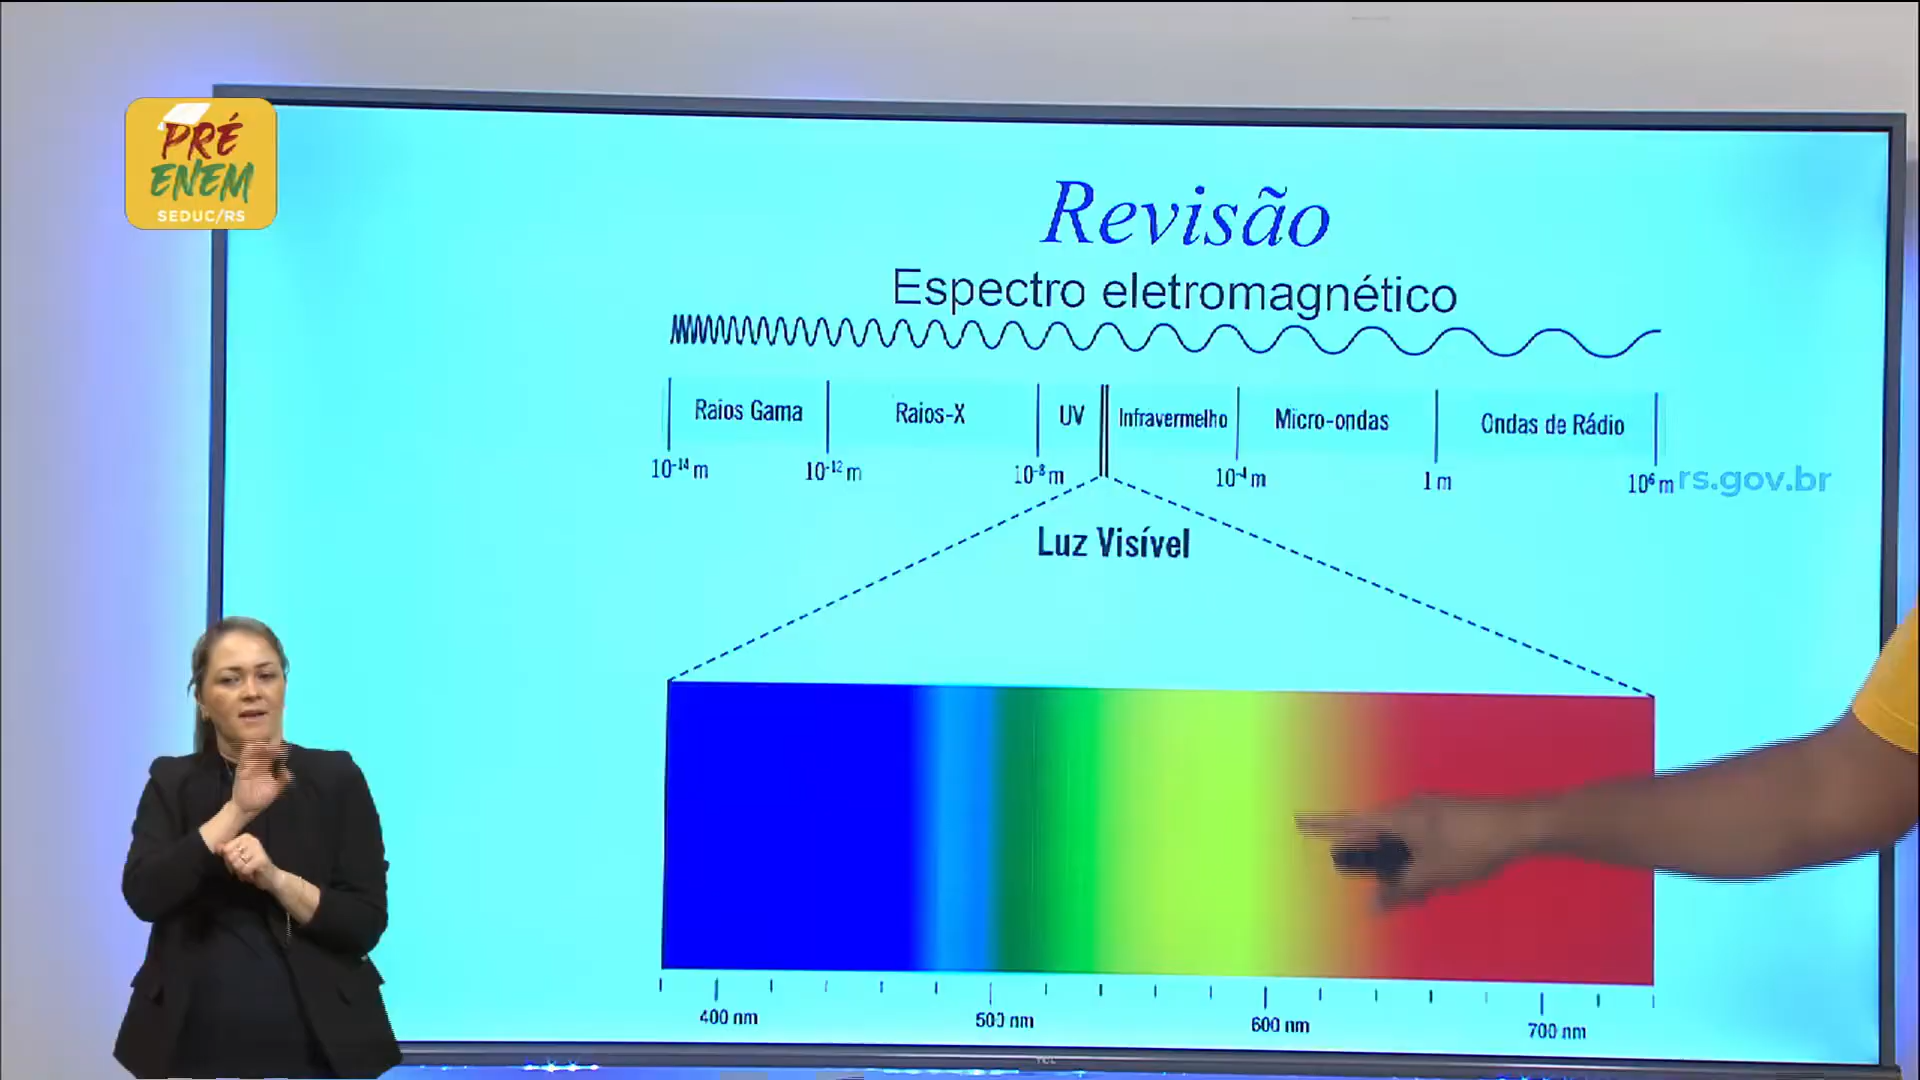 PRÉ
ENEM
SEDUC/RS
Revisão
Espectro eletromagnético
Raios Gama
Raios-X
UV
Infravermelho
Micro-ondas
Ondas de Rádio
10⁻¹⁴ m
10⁻¹² m
10⁻⁸ m
10⁻⁴ m
1 m
10⁶ m
rs.gov.br
Luz Visível
400 nm
500 nm
600 nm
700 nm
TCL